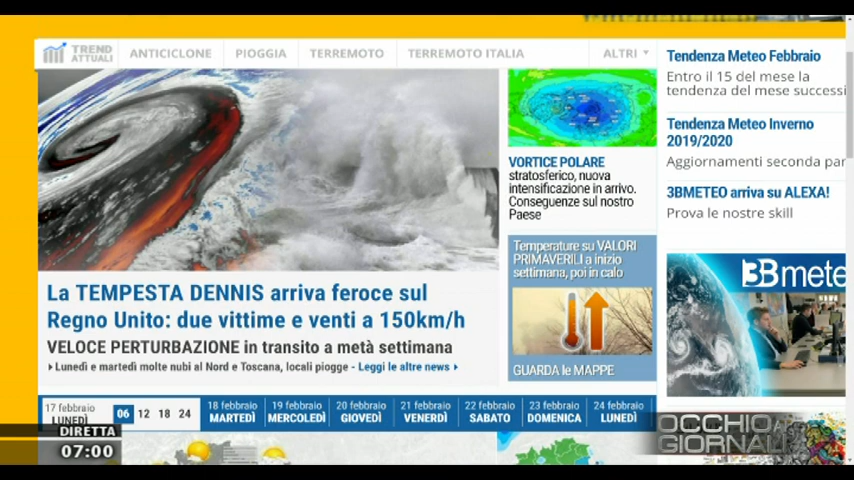 TREND
ATTUALI
ANTICICLONE
PIOGGIA
TERREMOTO
TERREMOTO ITALIA
ALTRI
La TEMPESTA DENNIS arriva feroce sul
Regno Unito: due vittime e venti a 150km/h
VELOCE PERTURBAZIONE in transito a metà settimana
Lunedì e martedì molte nubi al Nord e Toscana, locali piogge - Leggi le altre news
VORTICE POLARE
stratosferico, nuova
intensificazione in arrivo.
Conseguenze sul nostro
Paese
Temperature su VALORI
PRIMAVERILI a inizio
settimana, poi in calo
GUARDA le MAPPE
Tendenza Meteo Febbraio
Entro il 15 del mese la
tendenza del mese successi
Tendenza Meteo Inverno
2019/2020
Aggiornamenti seconda par
3BMETEO arriva su ALEXA!
Prova le nostre skill
3Bmete
17 febbraio
LUNEDÌ
06 12 18 24
18 febbraio
MARTEDÌ
19 febbraio
MERCOLEDÌ
20 febbraio
GIOVEDÌ
21 febbraio
VENERDÌ
22 febbraio
SABATO
23 febbraio
DOMENICA
24 febbraio
LUNEDÌ
DIRETTA
07:00
OCCHIO AI
GIORNALI